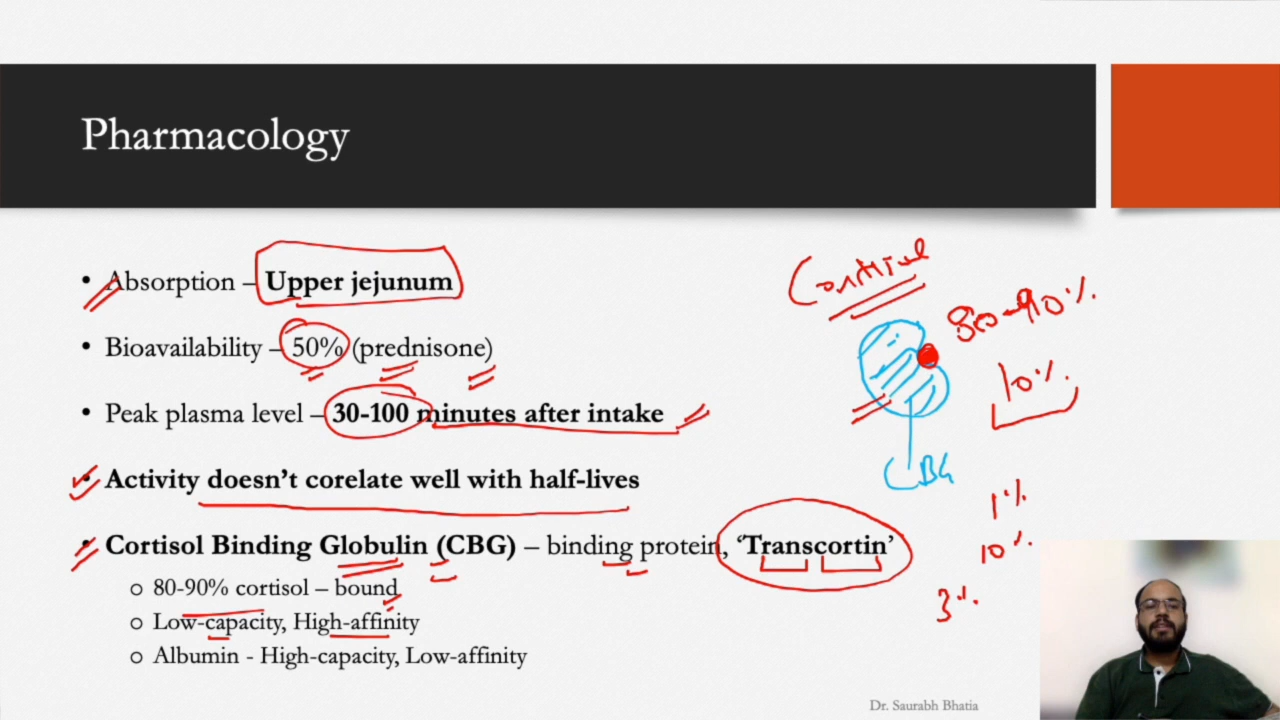 Pharmacology
• Absorption – Upper jejunum
• Bioavailability – 50% (prednisone)
• Peak plasma level – 30-100 minutes after intake
• Activity doesn't corelate well with half-lives
• Cortisol Binding Globulin (CBG) – binding protein, ‘Transcortin’
o 80-90% cortisol – bound
o Low-capacity, High-affinity
o Albumin - High-capacity, Low-affinity
Cortisol
80-90%
10%
CBG
1%
10%
3%
Dr. Saurabh Bhatia